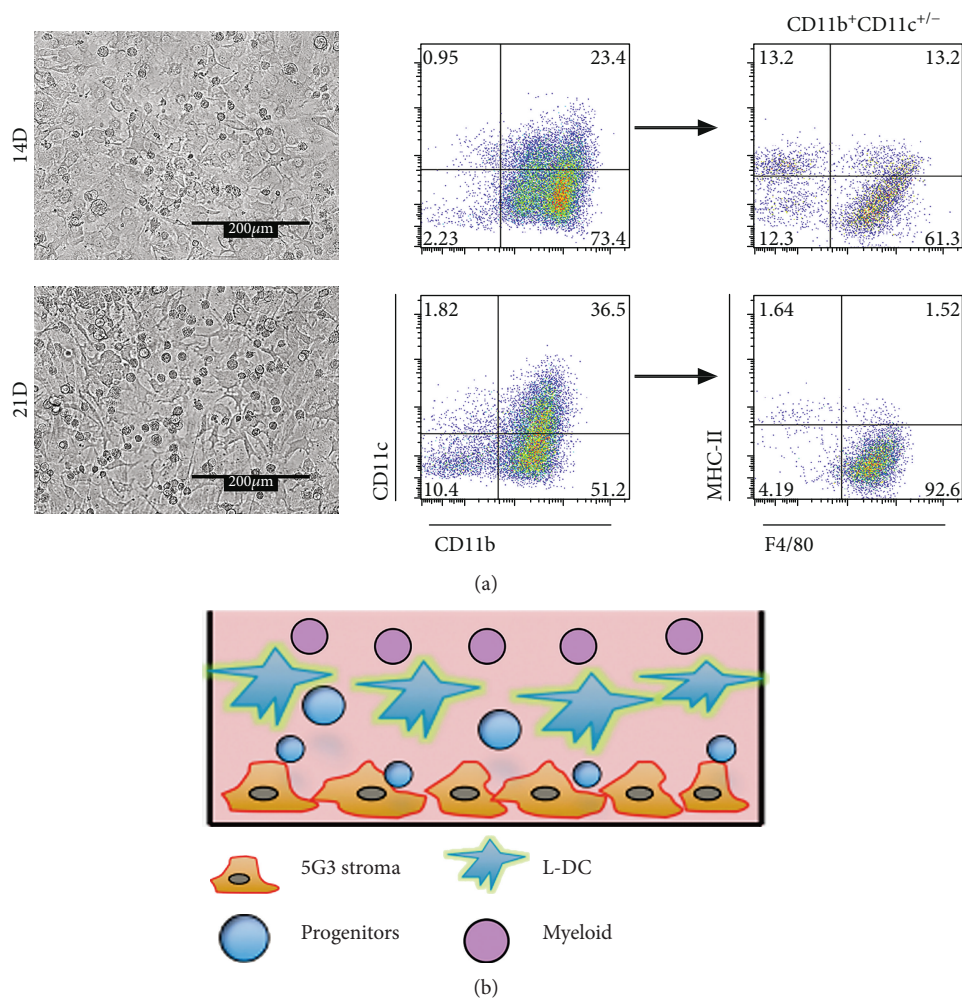 CD11b⁺CD11c⁺/⁻
14D
200μm
0.95 23.4
2.23 73.4
13.2 13.2
12.3 61.3
21D
200μm
CD11c
1.82 36.5
10.4 51.2
CD11b
MHC-II
1.64 1.52
4.19 92.6
F4/80
(a)
5G3 stroma
L-DC
Progenitors
Myeloid
(b)